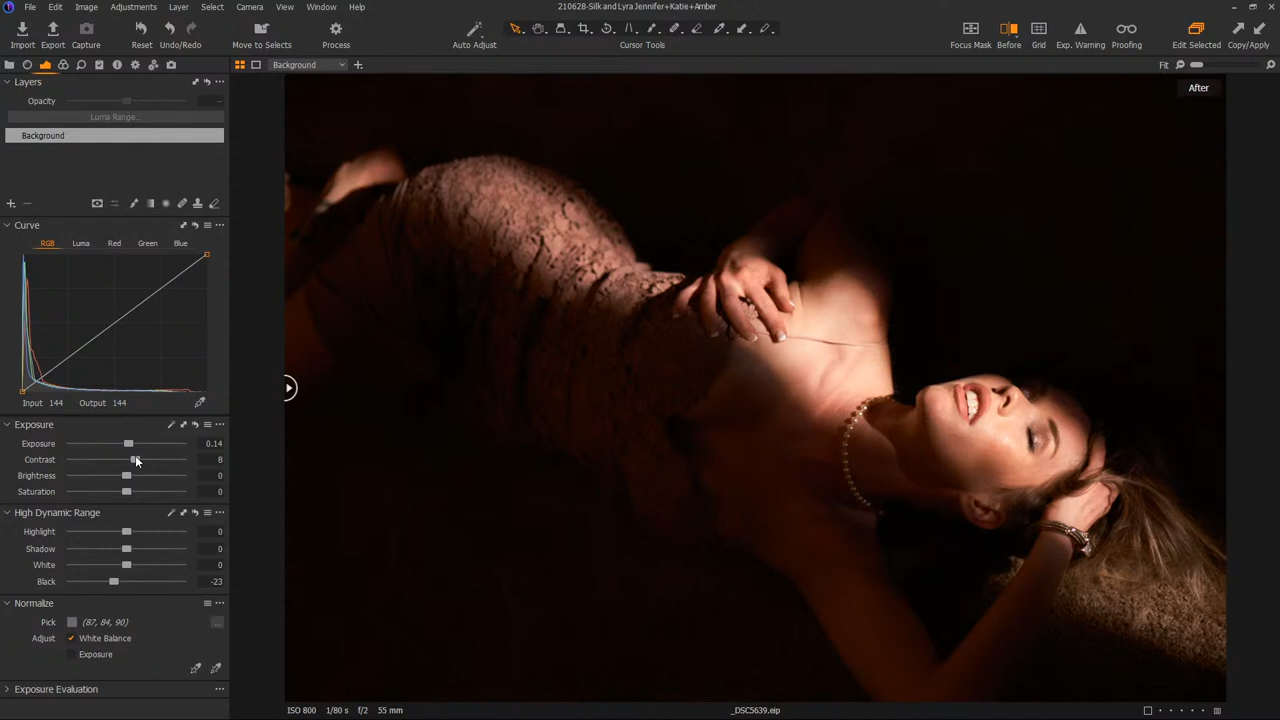 File Edit Image Adjustments Layer Select Camera View Window Help
210628-Silk and Lyra Jennifer+Katie+Amber
Import Export Capture Reset Undo/Redo Move to Selects Process Auto Adjust Cursor Tools Focus Mask Before Grid Exp. Warning Proofing Edit Selected Copy/Apply
Background
Fit
Layers
Opacity
Luma Range...
Background
Curve
RGB Luma Red Green Blue
Input 144 Output 144
Exposure
Exposure 0.14
Contrast 8
Brightness 0
Saturation 0
High Dynamic Range
Highlight 0
Shadow 0
White 0
Black -23
Normalize
Pick (87, 84, 90) ...
Adjust White Balance
Exposure
Exposure Evaluation
After
ISO 800 1/80 s f/2 55 mm
_DSC5639.eip